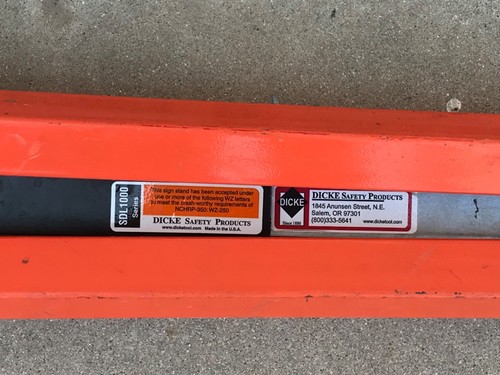 SDL1000
Series
This sign stand has been accepted under
one or more of the following WZ letters
to meet the crash-worthy requirements of
NCHRP-350: WZ-250
DICKE SAFETY PRODUCTS
www.dicketool.com Made in the U.S.A.
DICKE
Since 1886
DICKE SAFETY PRODUCTS
1845 Anunsen Street, N.E.
Salem, OR 97301
(800)333-5641 www.dicketool.com